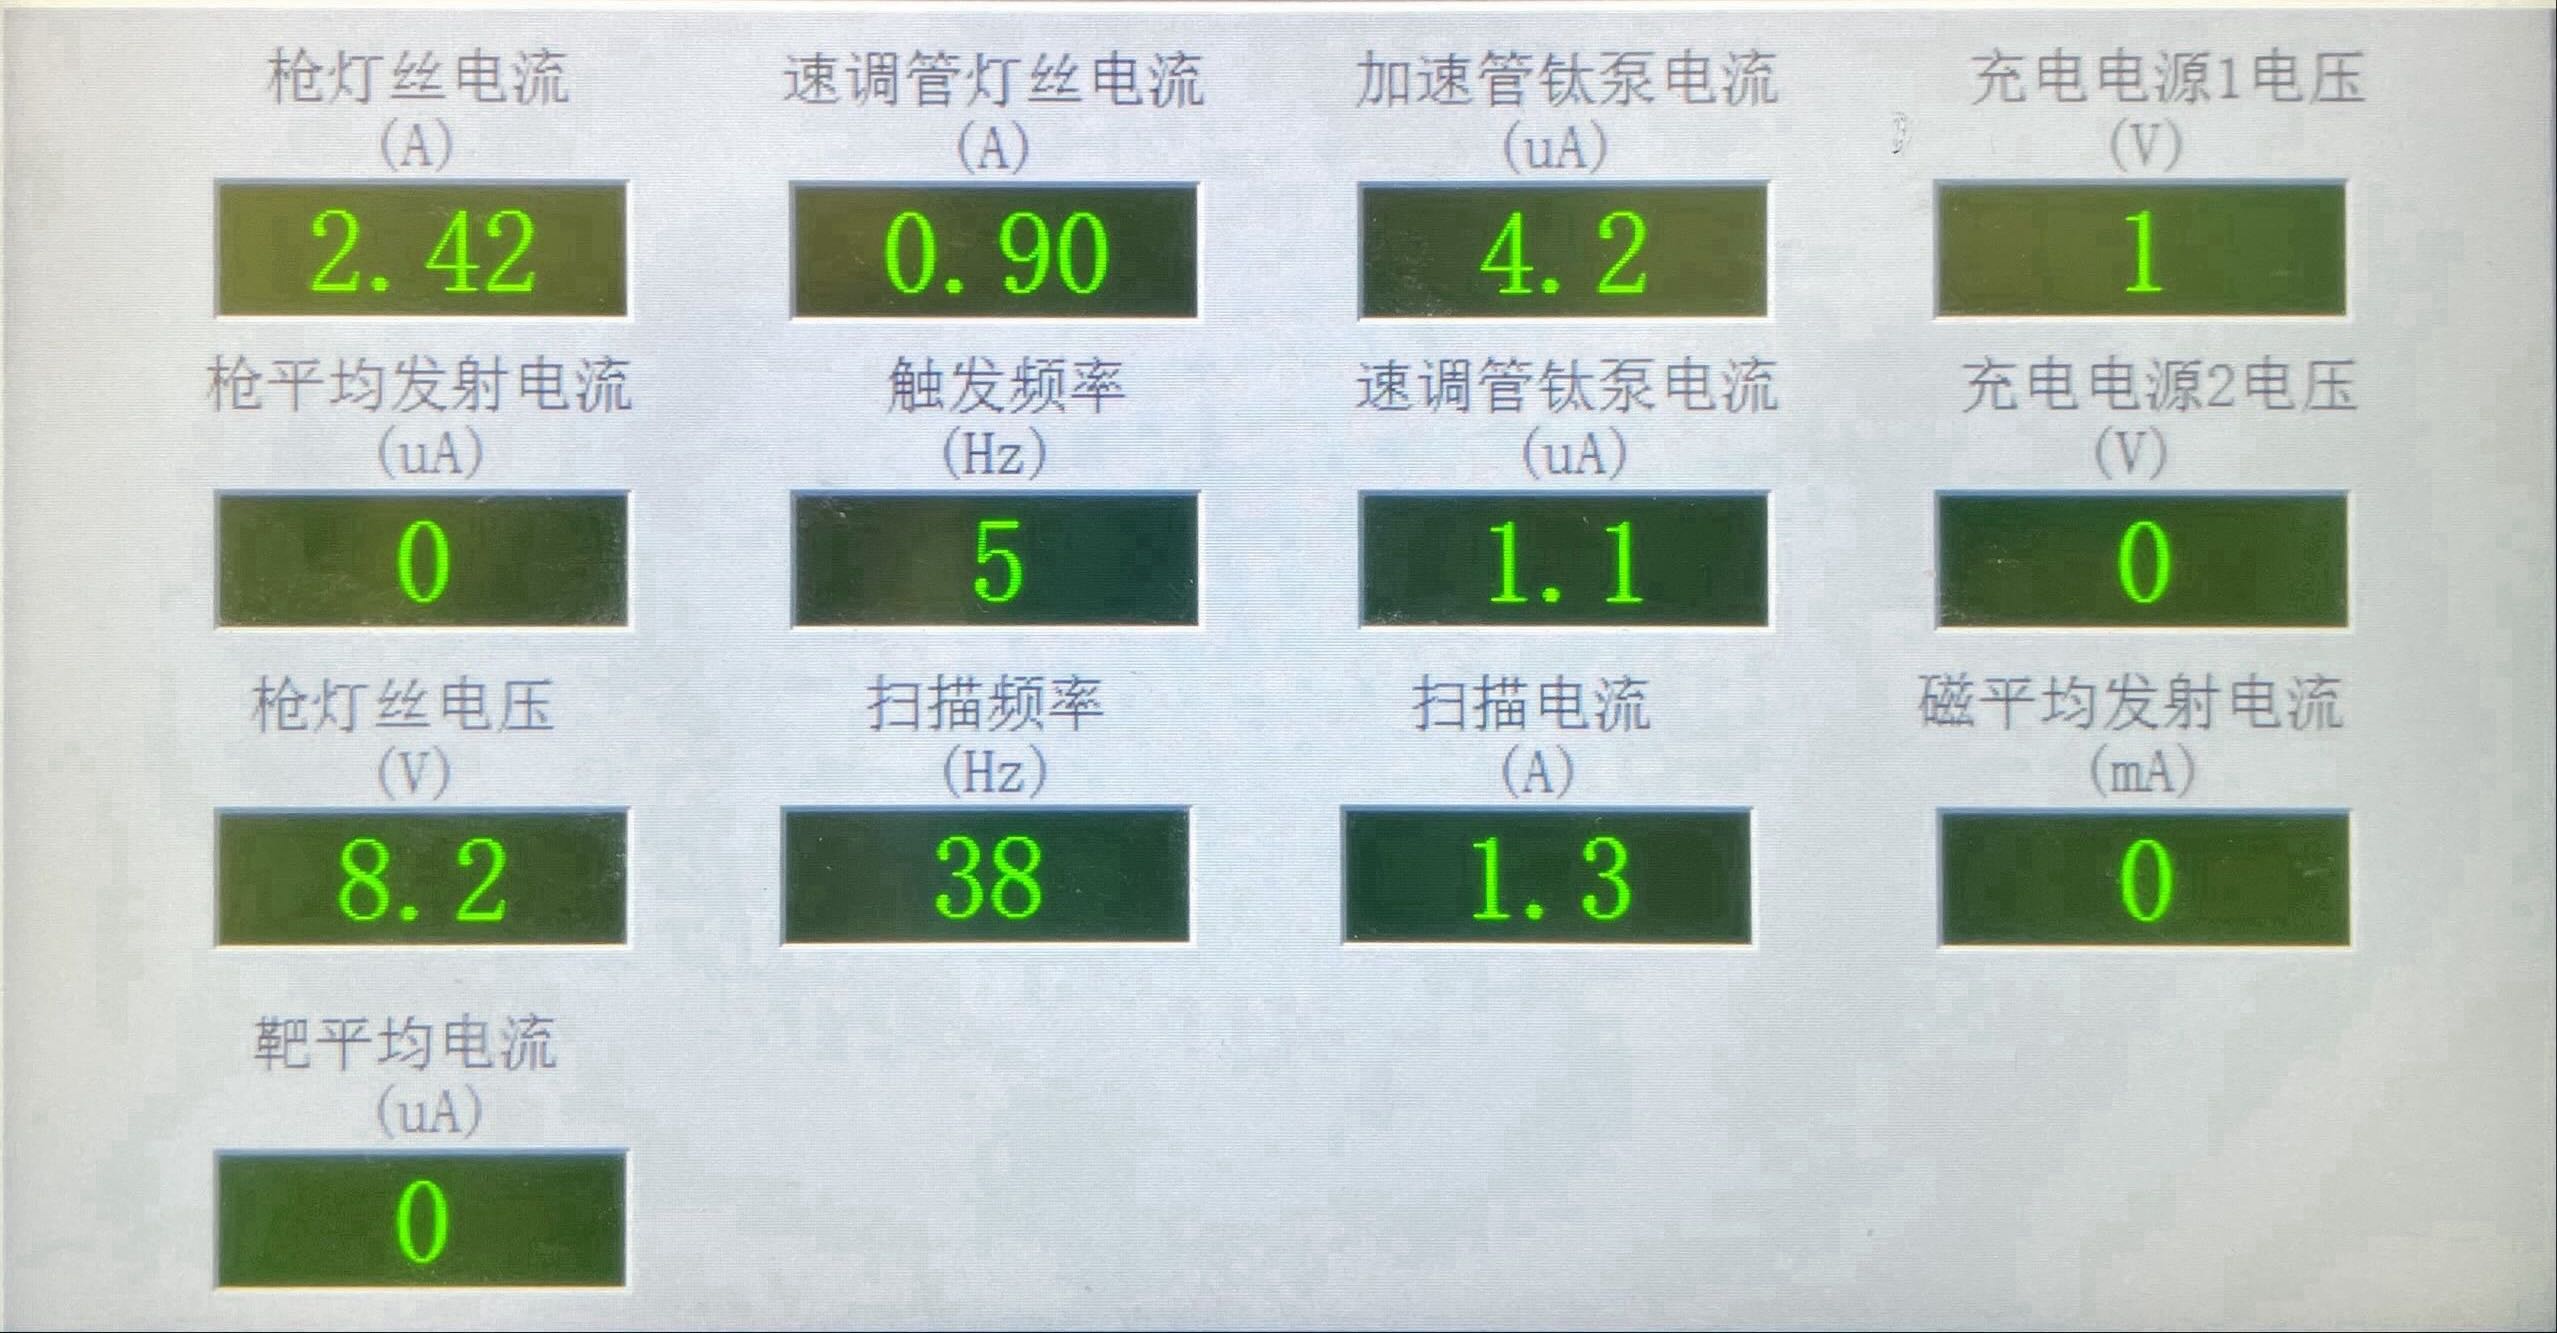 枪灯丝电流 速调管灯丝电流 加速管钛泵电流 充电电源1电压
(A) (A) (uA) (V)
2.42 0.90 4.2 1
枪平均发射电流 触发频率 速调管钛泵电流 充电电源2电压
(uA) (Hz) (uA) (V)
0 5 1.1 0
枪灯丝电压 扫描频率 扫描电流 磁平均发射电流
(V) (Hz) (A) (mA)
8.2 38 1.3 0
靶平均电流
(uA)
0